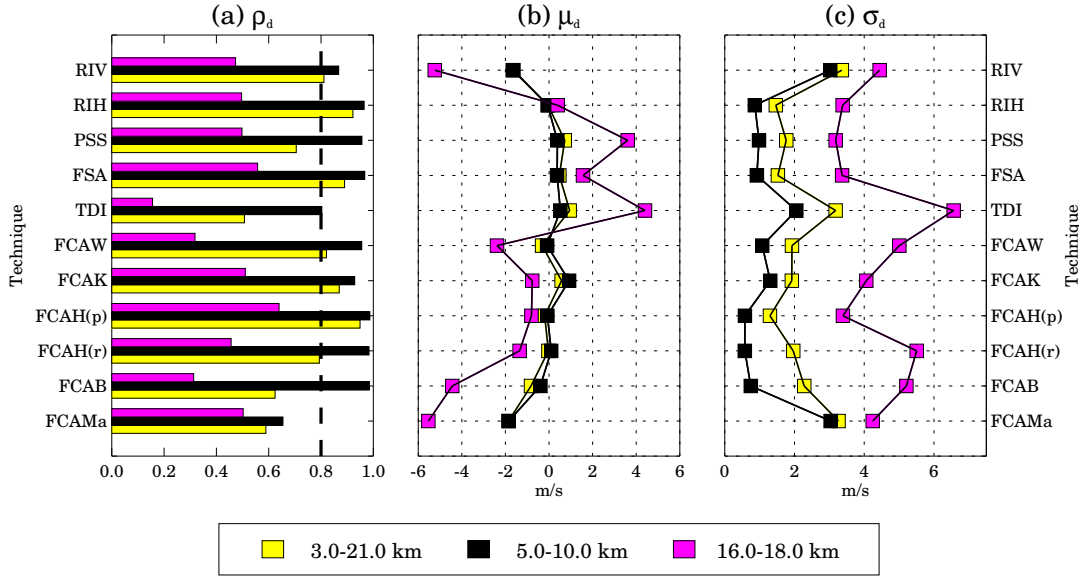 (a) ρd
(b) μd
(c) σd
Technique
RIV
RIH
PSS
FSA
TDI
FCAW
FCAK
FCAH(p)
FCAH(r)
FCAB
FCAMa
0.0 0.2 0.4 0.6 0.8 1.0
-6 -4 -2 0 2 4 6
m/s
0 2 4 6
m/s
RIV
RIH
PSS
FSA
TDI
FCAW
FCAK
FCAH(p)
FCAH(r)
FCAB
FCAMa
Technique
3.0-21.0 km 5.0-10.0 km 16.0-18.0 km